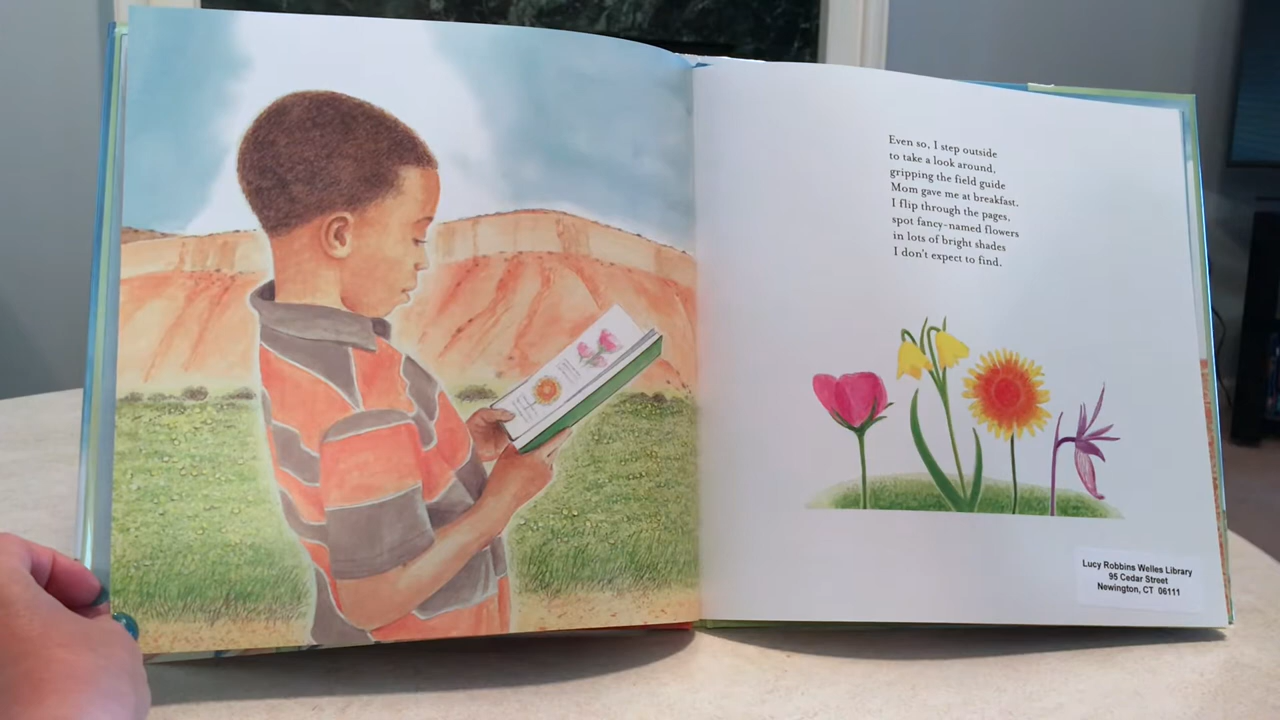 Even so, I step outside
to take a look around,
gripping the field guide
Mom gave me at breakfast.
I flip through the pages,
spot fancy-named flowers
in lots of bright shades
I don't expect to find.
Lucy Robbins Welles Library
95 Cedar Street
Newington, CT 06111